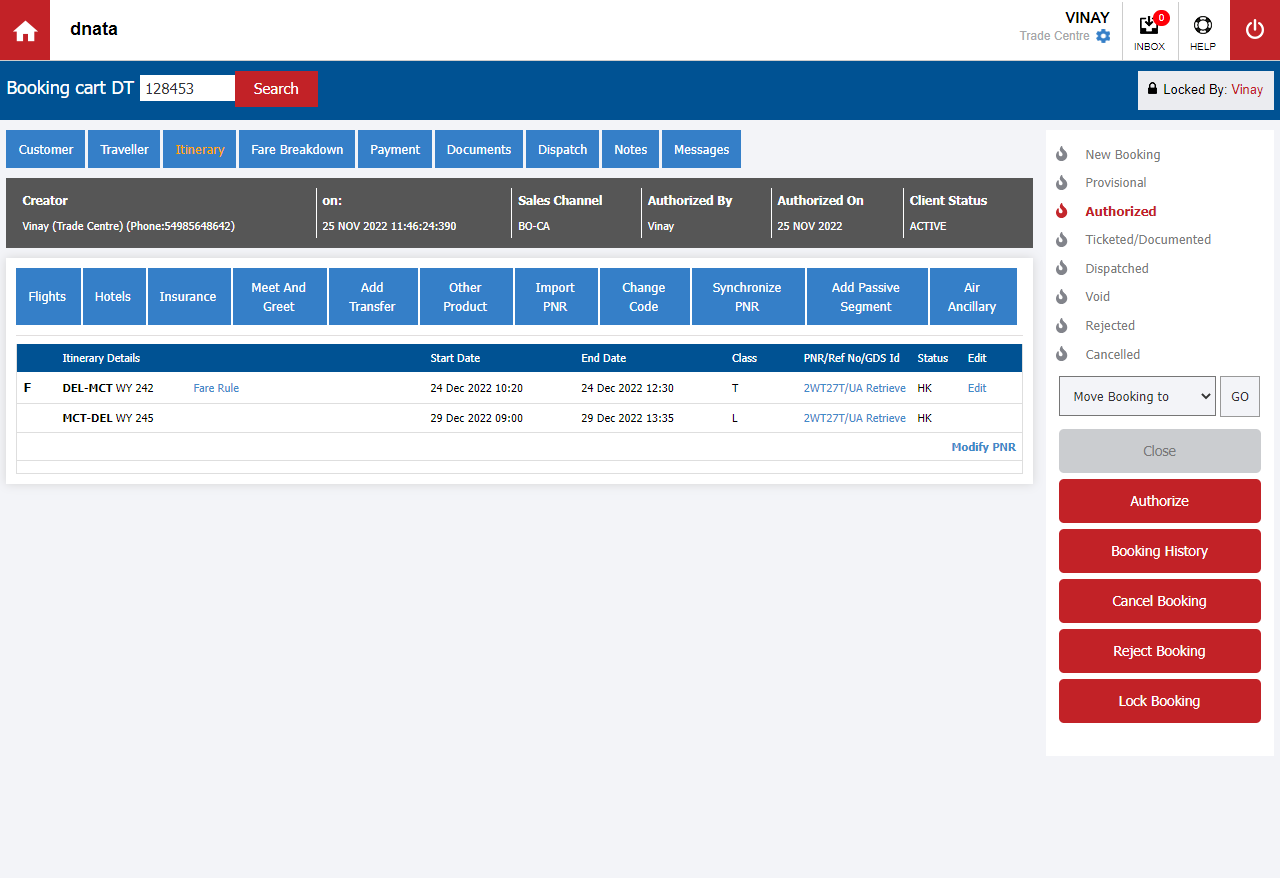 dnata
VINAY
Trade Centre
0
INBOX
HELP
Booking cart DT 128453 Search
Locked By: Vinay
Customer Traveller Itinerary Fare Breakdown Payment Documents Dispatch Notes Messages
Creator on: Sales Channel Authorized By Authorized On Client Status
Vinay (Trade Centre) (Phone:54985648642) 25 NOV 2022 11:46:24:390 BO-CA Vinay 25 NOV 2022 ACTIVE
Flights Hotels Insurance Meet And Greet Add Transfer Other Product Import PNR Change Code Synchronize PNR Add Passive Segment Air Ancillary
Itinerary Details Start Date End Date Class PNR/Ref No/GDS Id Status Edit
F DEL-MCT WY 242 Fare Rule 24 Dec 2022 10:20 24 Dec 2022 12:30 T 2WT27T/UA Retrieve HK Edit
MCT-DEL WY 245 29 Dec 2022 09:00 29 Dec 2022 13:35 L 2WT27T/UA Retrieve HK
Modify PNR
New Booking
Provisional
Authorized
Ticketed/Documented
Dispatched
Void
Rejected
Cancelled
Move Booking to GO
Close
Authorize
Booking History
Cancel Booking
Reject Booking
Lock Booking